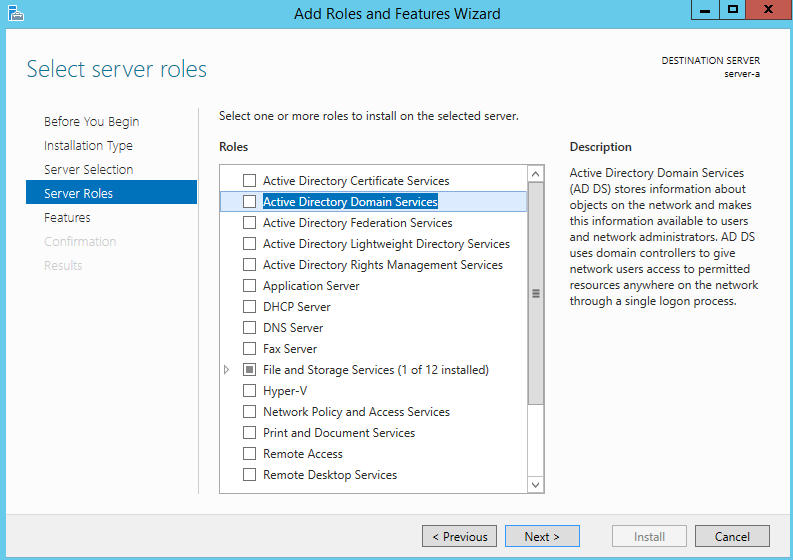 Add Roles and Features Wizard
Select server roles
DESTINATION SERVER
server-a
Before You Begin
Installation Type
Server Selection
Server Roles
Features
Confirmation
Results
Select one or more roles to install on the selected server.
Roles
Active Directory Certificate Services
Active Directory Domain Services
Active Directory Federation Services
Active Directory Lightweight Directory Services
Active Directory Rights Management Services
Application Server
DHCP Server
DNS Server
Fax Server
File and Storage Services (1 of 12 installed)
Hyper-V
Network Policy and Access Services
Print and Document Services
Remote Access
Remote Desktop Services
Description
Active Directory Domain Services
(AD DS) stores information about
objects on the network and makes
this information available to users
and network administrators. AD DS
uses domain controllers to give
network users access to permitted
resources anywhere on the network
through a single logon process.
< Previous
Next >
Install
Cancel